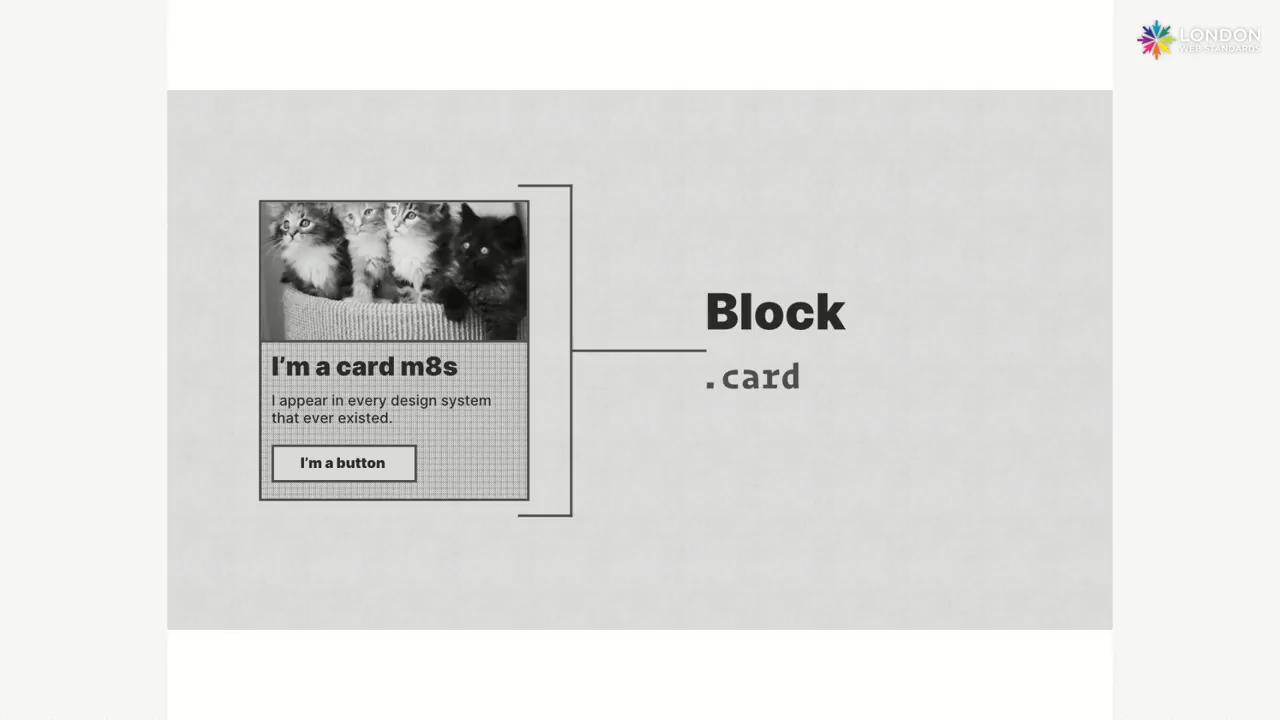 LONDON
WEB STANDARDS
I'm a card m8s
I appear in every design system
that ever existed.
I'm a button
Block
.card